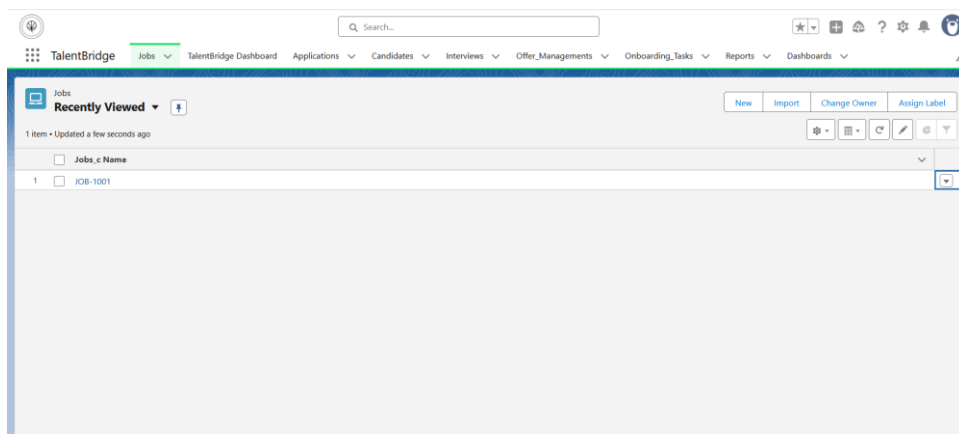 Search...
TalentBridge Jobs TalentBridge Dashboard Applications Candidates Interviews Offer_Managements Onboarding_Tasks Reports Dashboards
Jobs
Recently Viewed
New Import Change Owner Assign Label
1 item • Updated a few seconds ago
Jobs_c Name
1 JOB-1001